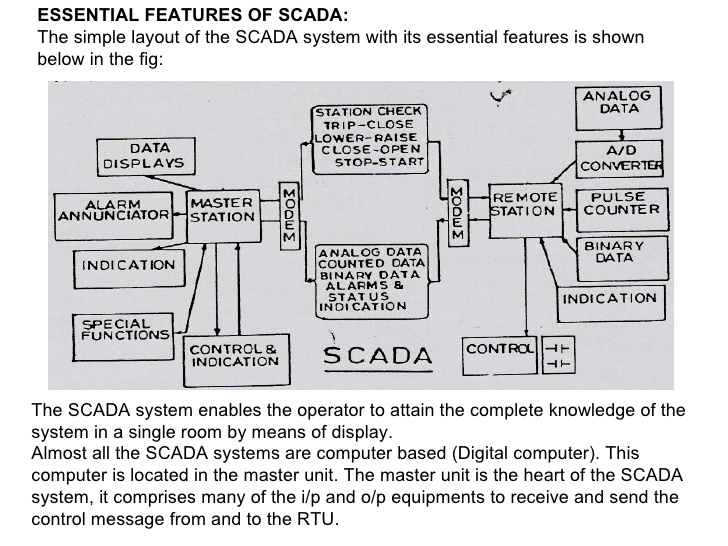 ESSENTIAL FEATURES OF SCADA:
The simple layout of the SCADA system with its essential features is shown
below in the fig:
STATION CHECK
TRIP-CLOSE
LOWER-RAISE
CLOSE-OPEN
STOP-START
ANALOG
DATA
DATA
DISPLAYS
A/D
CONVERTER
ALARM
ANNUNCIATOR
MASTER
STATION
MODEM
MODEM
REMOTE
STATION
PULSE
COUNTER
INDICATION
ANALOG DATA
COUNTED DATA
BINARY DATA
ALARMS &
STATUS
INDICATION
BINARY
DATA
INDICATION
SPECIAL
FUNCTIONS
CONTROL &
INDICATION
SCADA
CONTROL
The SCADA system enables the operator to attain the complete knowledge of the
system in a single room by means of display.
Almost all the SCADA systems are computer based (Digital computer). This
computer is located in the master unit. The master unit is the heart of the SCADA
system, it comprises many of the i/p and o/p equipments to receive and send the
control message from and to the RTU.